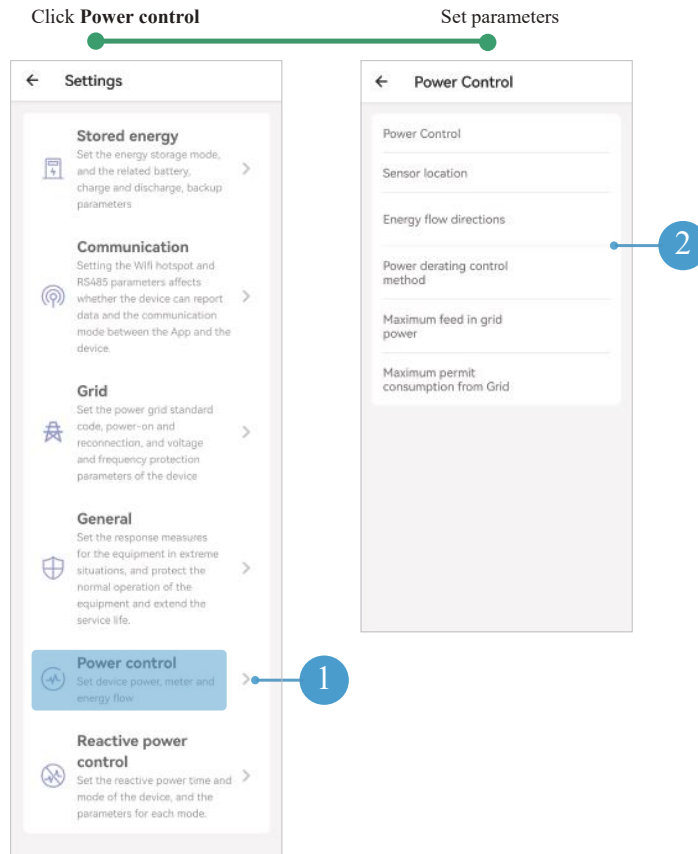 Click Power control
Set parameters
← Settings
Stored energy
Set the energy storage mode,
and the related battery,
charge and discharge, backup
parameters
Communication
Setting the Wifi hotspot and
RS485 parameters affects
whether the device can report
data and the communication
mode between the App and the
device.
Grid
Set the power grid standard
code, power-on and
reconnection, and voltage
and frequency protection
parameters of the device
General
Set the response measures
for the equipment in extreme
situations, and protect the
normal operation of the
equipment and extend the
service life.
Power control
Set device power, meter and
energy flow
1
Reactive power
control
Set the reactive power time and
mode of the device, and the
parameters for each mode.
← Power Control
Power Control
Sensor location
Energy flow directions
2
Power derating control
method
Maximum feed in grid
power
Maximum permit
consumption from Grid